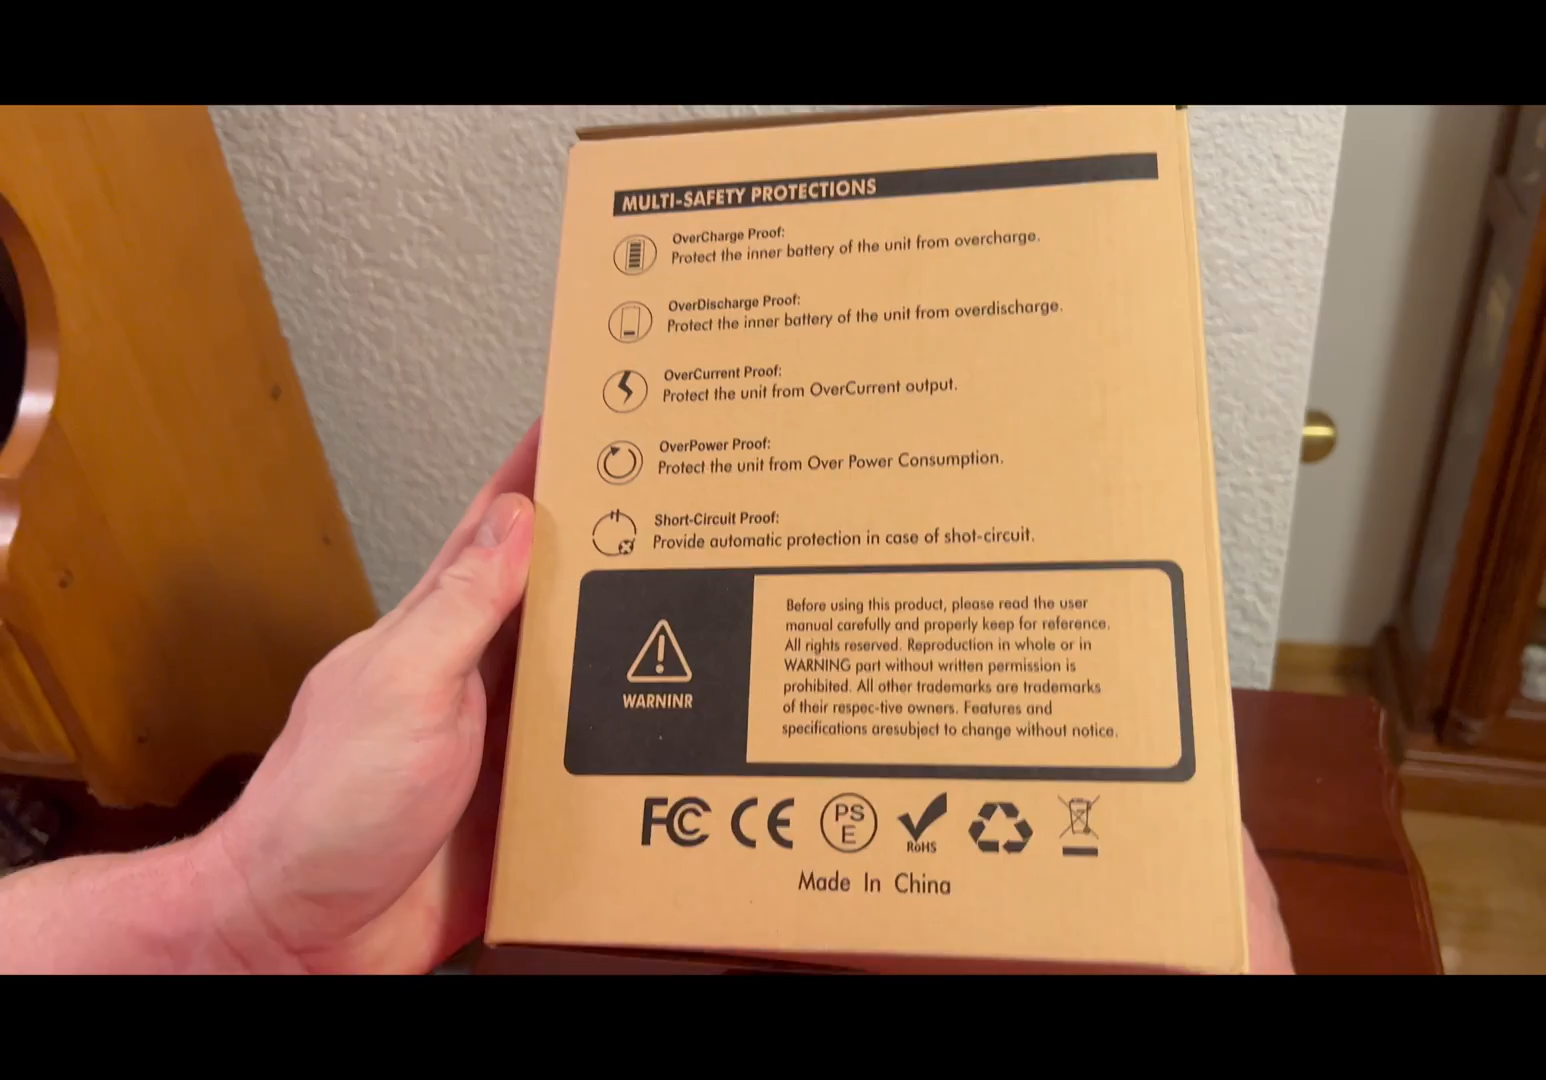 MULTI-SAFETY PROTECTIONS
OverCharge Proof:
Protect the inner battery of the unit from overcharge.
OverDischarge Proof:
Protect the inner battery of the unit from overdischarge.
OverCurrent Proof:
Protect the unit from OverCurrent output.
OverPower Proof:
Protect the unit from Over Power Consumption.
Short-Circuit Proof:
Provide automatic protection in case of shot-circuit.
WARNINR
Before using this product, please read the user
manual carefully and properly keep for reference.
All rights reserved. Reproduction in whole or in
WARNING part without written permission is
prohibited. All other trademarks are trademarks
of their respec-tive owners. Features and
specifications aresubject to change without notice.
FC CE PS E RoHS
Made In China